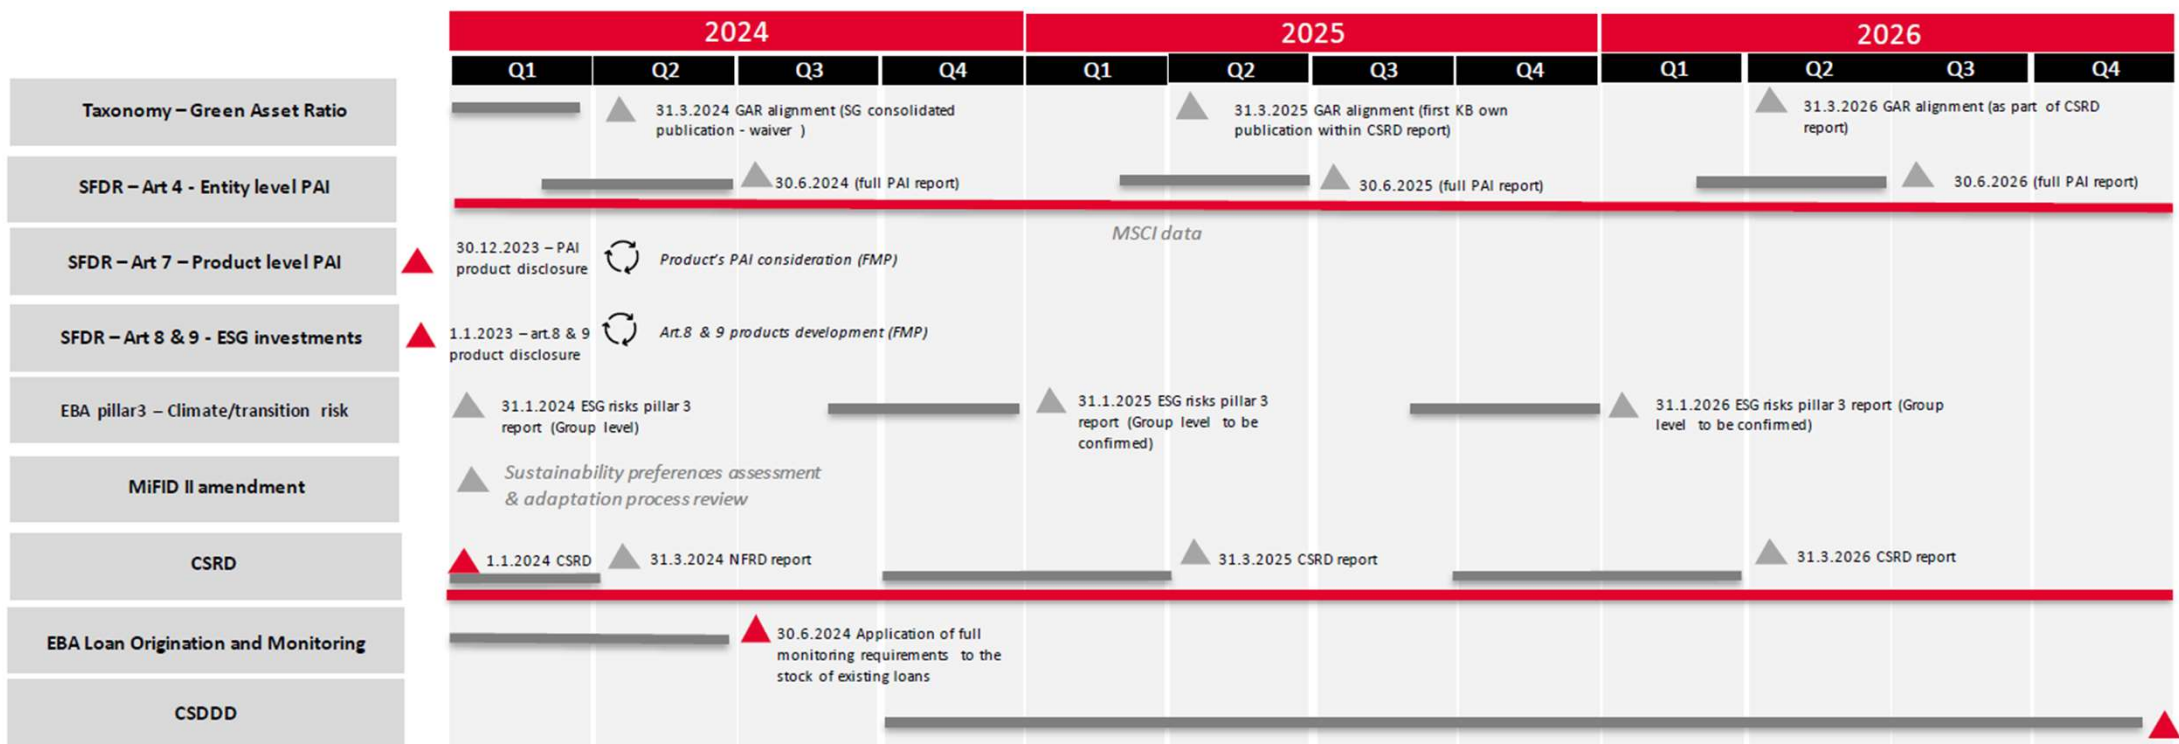 2024 2025 2026
Q1 Q2 Q3 Q4 Q1 Q2 Q3 Q4 Q1 Q2 Q3 Q4
Taxonomy – Green Asset Ratio
31.3.2024 GAR alignment (SG consolidated
publication - waiver )
31.3.2025 GAR alignment (first KB own
publication within CSRD report)
31.3.2026 GAR alignment (as part of CSRD
report)
SFDR – Art 4 - Entity level PAI
30.6.2024 (full PAI report)
30.6.2025 (full PAI report)
30.6.2026 (full PAI report)
MSCI data
SFDR – Art 7 – Product level PAI
30.12.2023 – PAI
product disclosure
Product's PAI consideration (FMP)
SFDR – Art 8 & 9 - ESG investments
1.1.2023 – art.8 & 9
product disclosure
Art.8 & 9 products development (FMP)
EBA pillar3 – Climate/transition risk
31.1.2024 ESG risks pillar 3
report (Group level)
31.1.2025 ESG risks pillar 3
report (Group level to be
confirmed)
31.1.2026 ESG risks pillar 3 report (Group
level to be confirmed)
MiFID II amendment
Sustainability preferences assessment
& adaptation process review
CSRD
1.1.2024 CSRD
31.3.2024 NFRD report
31.3.2025 CSRD report
31.3.2026 CSRD report
EBA Loan Origination and Monitoring
30.6.2024 Application of full
monitoring requirements to the
stock of existing loans
CSDDD